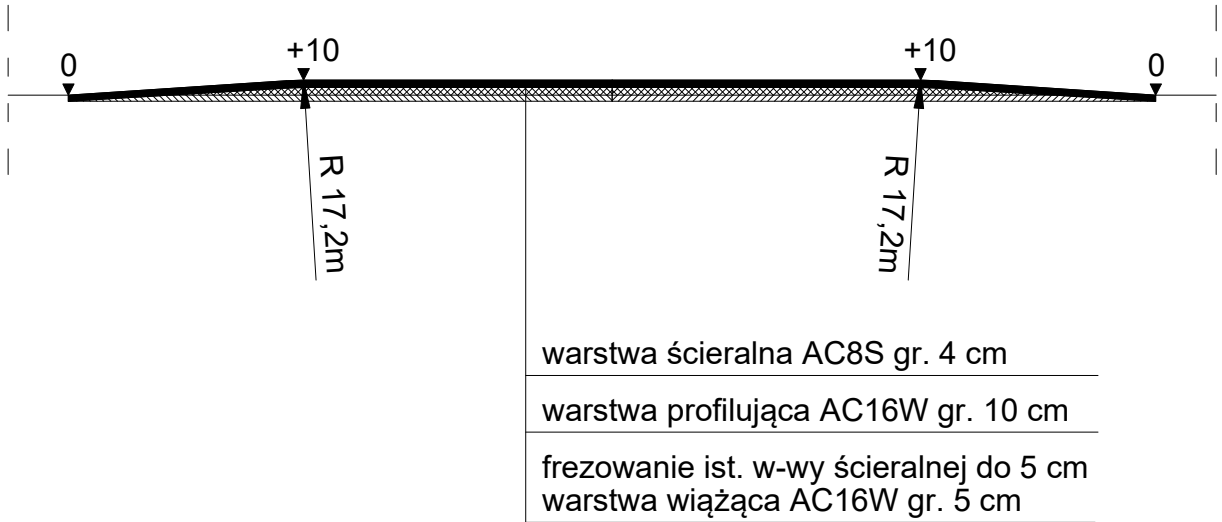 0
+10
+10
0
R 17,2m
R 17,2m
warstwa ścieralna AC8S gr. 4 cm
warstwa profilująca AC16W gr. 10 cm
frezowanie ist. w-wy ścieralnej do 5 cm
warstwa wiążąca AC16W gr. 5 cm